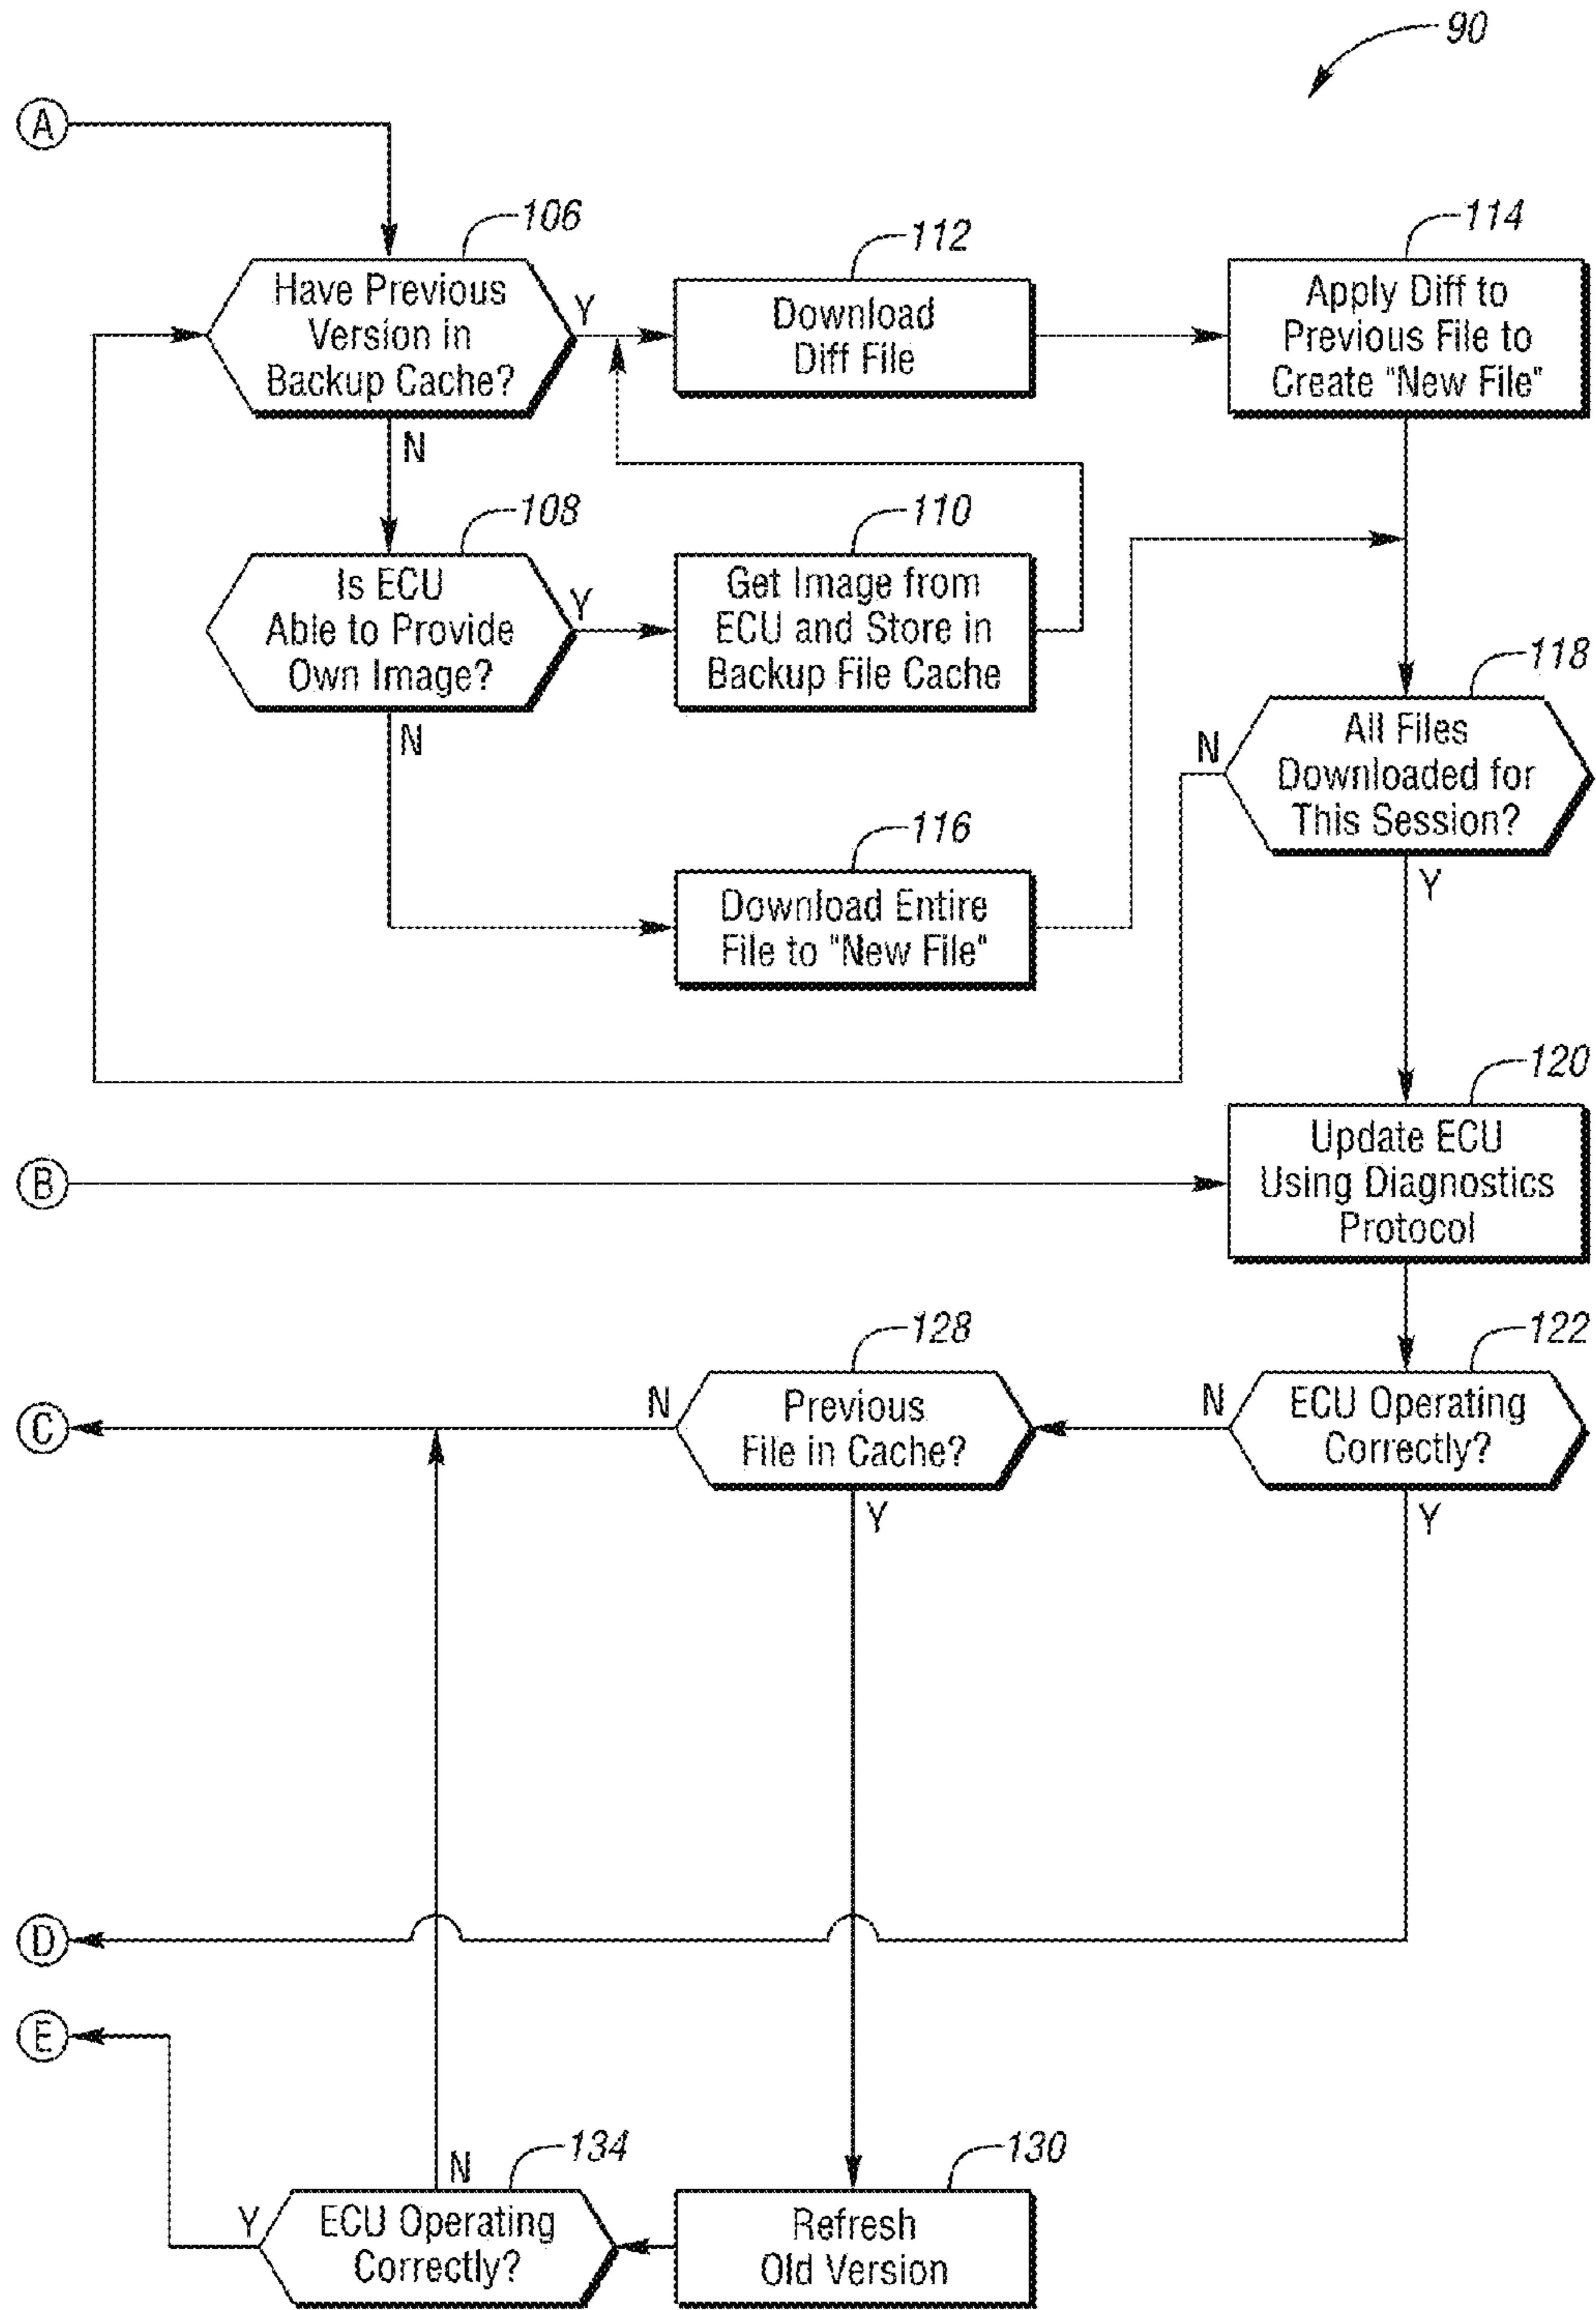 90
A
106
Have Previous
Version in
Backup Cache?
Y
N
112
Download
Diff File
114
Apply Diff to
Previous File to
Create "New File"
108
Is ECU
Able to Provide
Own Image?
Y
N
110
Get Image from
ECU and Store in
Backup File Cache
116
Download Entire
File to "New File"
118
All Files
Downloaded for
This Session?
N
Y
B
120
Update ECU
Using Diagnostics
Protocol
122
ECU Operating
Correctly?
N
Y
128
Previous
File in Cache?
N
Y
C
D
E
130
Refresh
Old Version
134
ECU Operating
Correctly?
N
Y